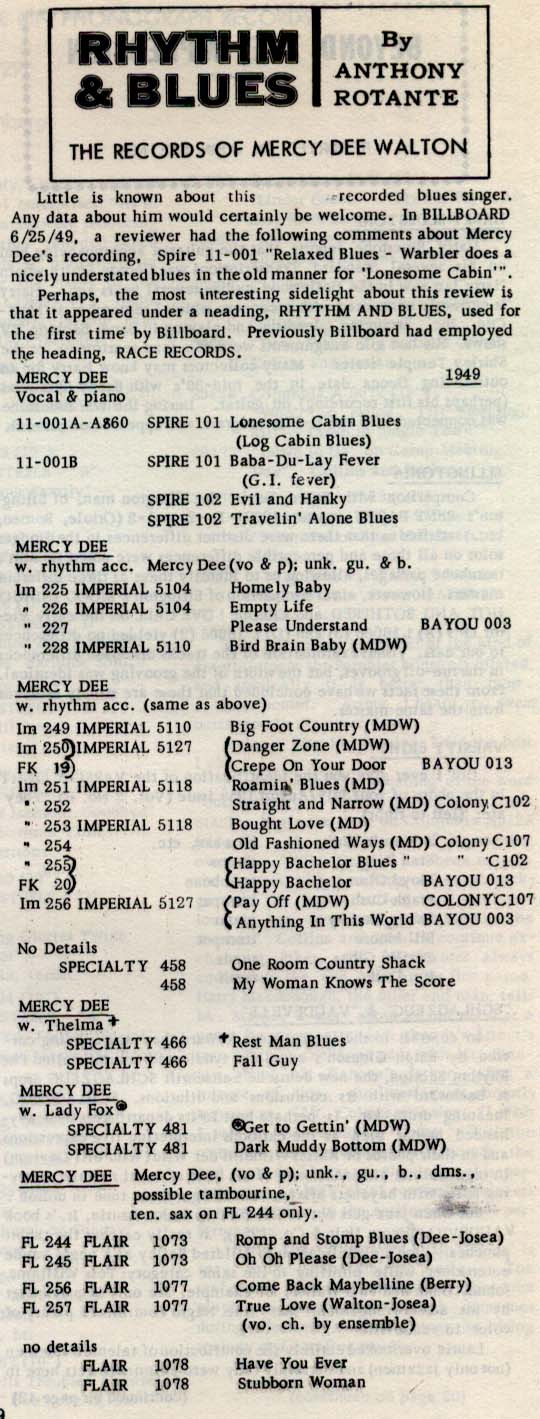 RHYTHM & BLUES
By
ANTHONY
ROTANTE
THE RECORDS OF MERCY DEE WALTON
Little is known about this recorded blues singer.
Any data about him would certainly be welcome. In BILLBOARD
6/25/49, a reviewer had the following comments about Mercy
Dee's recording, Spire 11-001 "Relaxed Blues - Warbler does a
nicely understated blues in the old manner for 'Lonesome Cabin'".
Perhaps, the most interesting sidelight about this review is
that it appeared under a heading, RHYTHM AND BLUES, used for
the first time by Billboard. Previously Billboard had employed
the heading, RACE RECORDS.
MERCY DEE 1949
Vocal & piano
11-001A-A860 SPIRE 101 Lonesome Cabin Blues
(Log Cabin Blues)
11-001B SPIRE 101 Baba-Du-Lay Fever
(G.I. fever)
SPIRE 102 Evil and Hanky
SPIRE 102 Travelin' Alone Blues
MERCY DEE
w. rhythm acc. Mercy Dee (vo & p); unk. gu. & b.
Im 225 IMPERIAL 5104 Homely Baby
" 226 IMPERIAL 5104 Empty Life
" 227 Please Understand BAYOU 003
" 228 IMPERIAL 5110 Bird Brain Baby (MDW)
MERCY DEE
w. rhythm acc. (same as above)
Im 249 IMPERIAL 5110 Big Foot Country (MDW)
Im 250) IMPERIAL 5127 (Danger Zone (MDW)
FK 19) (Crepe On Your Door BAYOU 013
Im 251 IMPERIAL 5118 Roamin' Blues (MD)
" 252 Straight and Narrow (MD) Colony C102
" 253 IMPERIAL 5118 Bought Love (MD)
" 254 Old Fashioned Ways (MD) Colony C107
" 255) (Happy Bachelor Blues " " C102
FK 20) (Happy Bachelor BAYOU 013
Im 256 IMPERIAL 5127 (Pay Off (MDW) COLONY C107
( Anything In This World BAYOU 003
No Details
SPECIALTY 458 One Room Country Shack
458 My Woman Knows The Score
MERCY DEE
w. Thelma +
SPECIALTY 466 +Rest Man Blues
SPECIALTY 466 Fall Guy
MERCY DEE
w. Lady Fox
SPECIALTY 481 Get to Gettin' (MDW)
SPECIALTY 481 Dark Muddy Bottom (MDW)
MERCY DEE Mercy Dee, (vo & p); unk., gu., b., dms.,
possible tambourine,
ten. sax on FL 244 only.
FL 244 FLAIR 1073 Romp and Stomp Blues (Dee-Josea)
FL 245 FLAIR 1073 Oh Oh Please (Dee-Josea)
FL 256 FLAIR 1077 Come Back Maybelline (Berry)
FL 257 FLAIR 1077 True Love (Walton-Josea)
(vo. ch. by ensemble)
no details
FLAIR 1078 Have You Ever
FLAIR 1078 Stubborn Woman